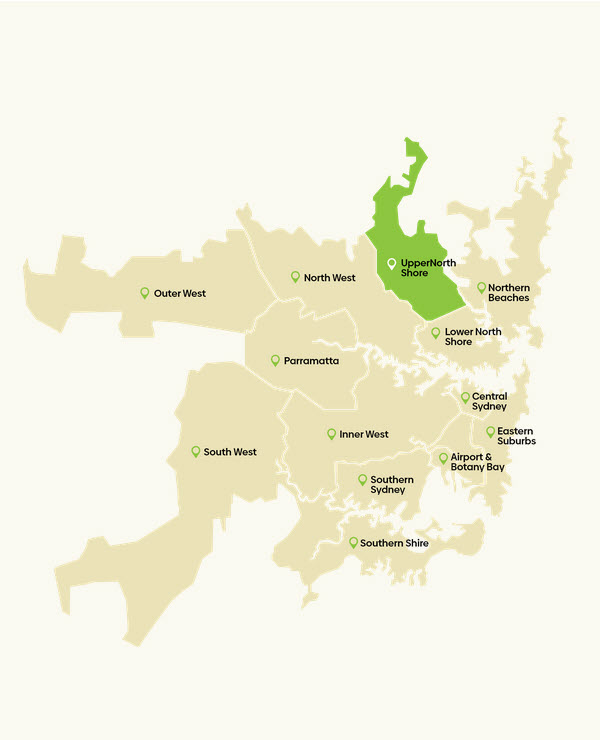 UpperNorth
Shore
North West
Northern
Beaches
Outer West
Lower North
Shore
Parramatta
Central
Sydney
Inner West
Eastern
Suburbs
South West
Airport &
Botany Bay
Southern
Sydney
Southern Shire